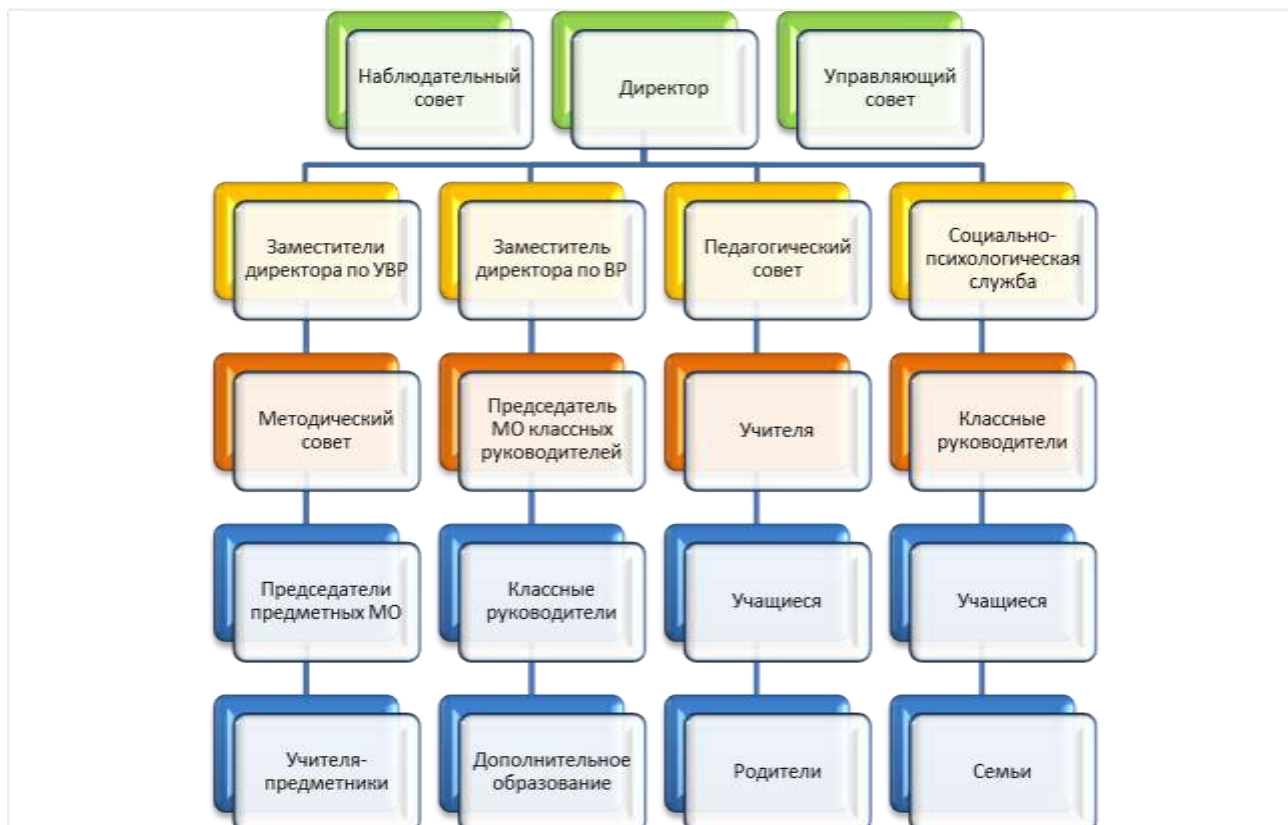 Наблюдательный
совет
Директор
Управляющий
совет
Заместители
директора по УВР
Заместитель
директора по ВР
Педагогический
совет
Социально-
психологическая
служба
Методический
совет
Председатель
МО классных
руководителей
Учителя
Классные
руководители
Председатели
предметных МО
Классные
руководители
Учащиеся
Учащиеся
Учителя-
предметники
Дополнительное
образование
Родители
Семьи